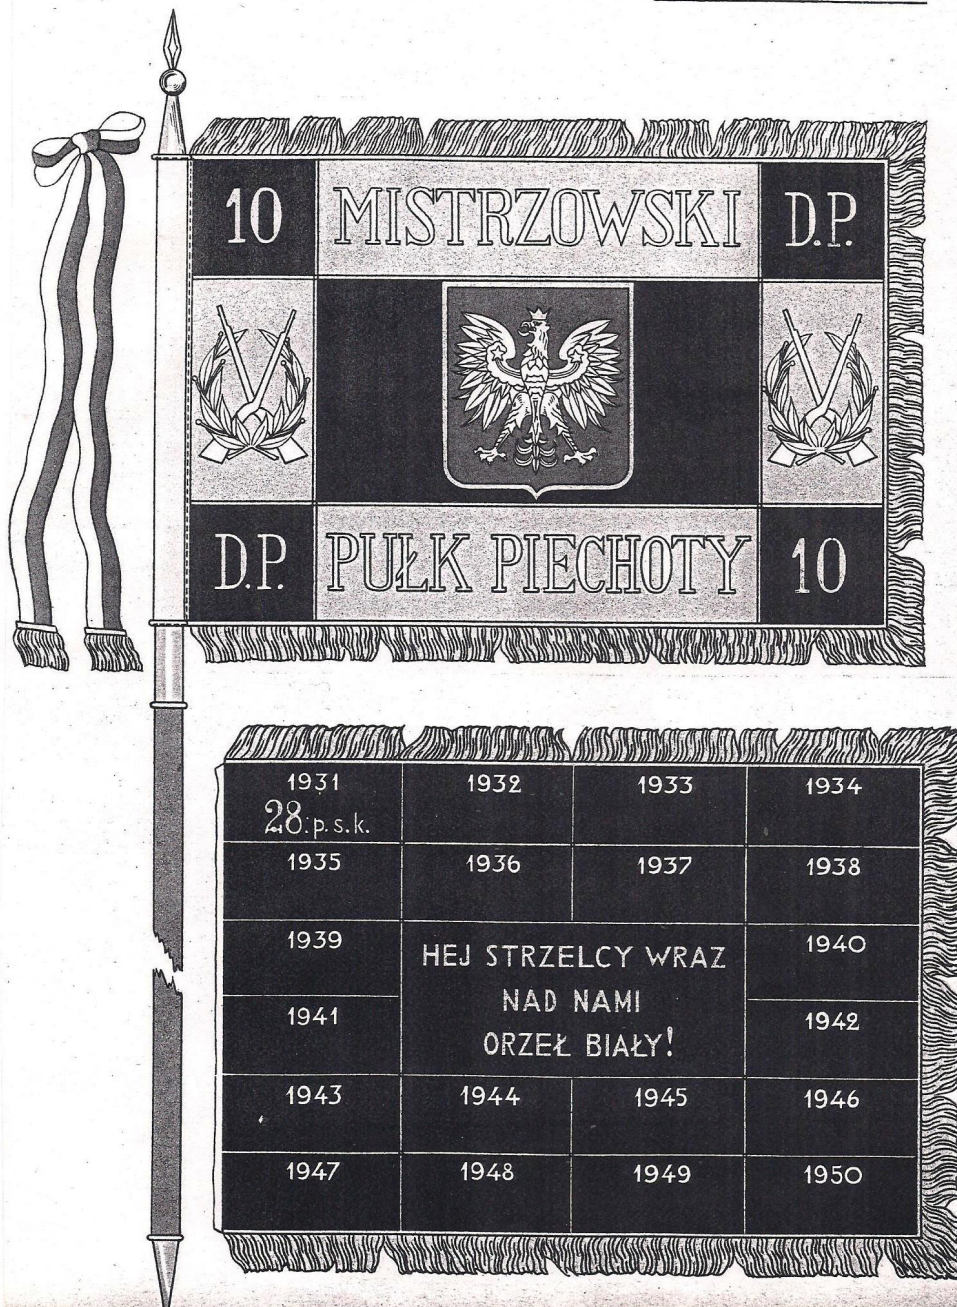 10 MISTRZOWSKI D.P.
D.P. PUŁK PIECHOTY 10
1931 1932 1933 1934
28.p.s.k.
1935 1936 1937 1938
1939 1940
HEJ STRZELCY WRAZ
NAD NAMI
ORZEŁ BIAŁY!
1941 1942
1943 1944 1945 1946
1947 1948 1949 1950